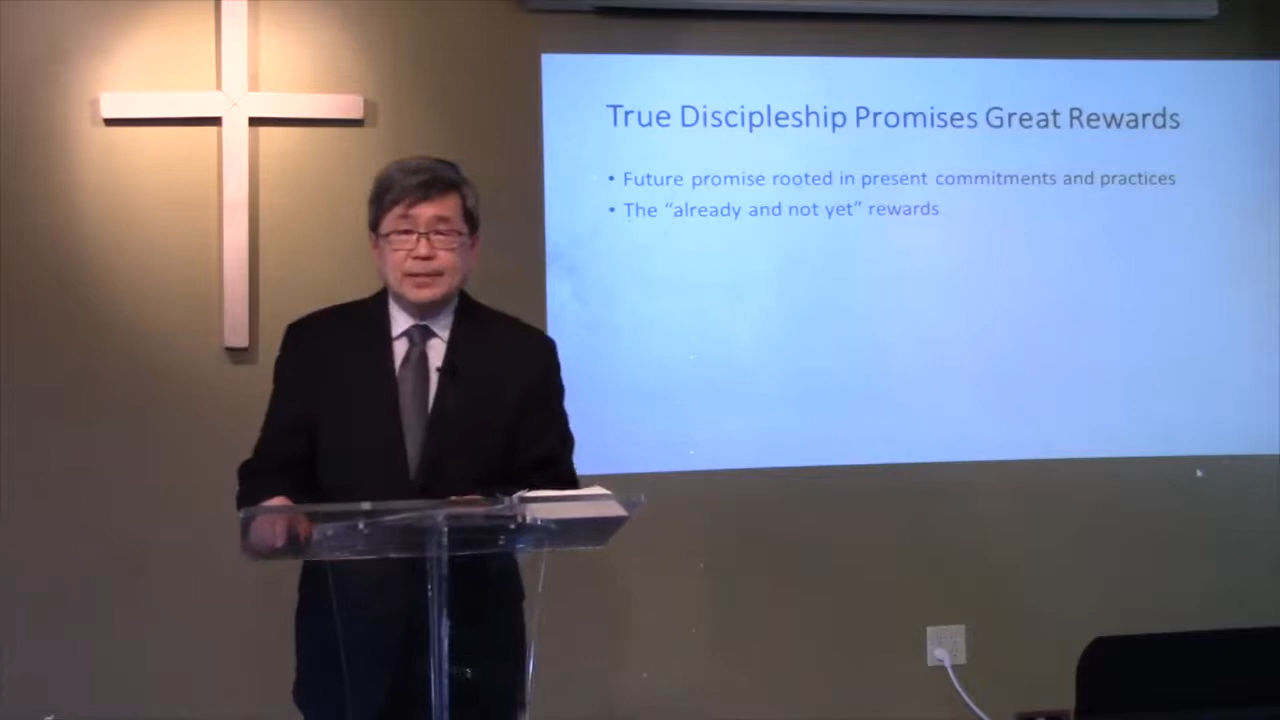 True Discipleship Promises Great Rewards
• Future promise rooted in present commitments and practices
• The “already and not yet” rewards